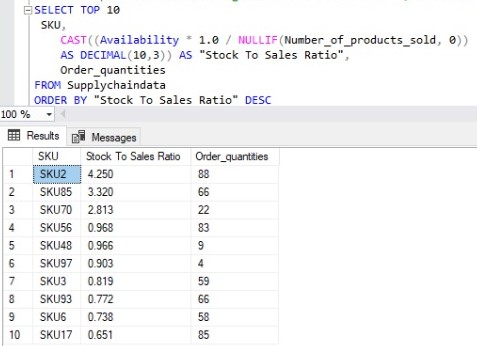 SELECT TOP 10
SKU,
CAST((Availability * 1.0 / NULLIF(Number_of_products_sold, 0))
AS DECIMAL(10,3)) AS "Stock To Sales Ratio",
Order_quantities
FROM Supplychaindata
ORDER BY "Stock To Sales Ratio" DESC
100 %
Results Messages
SKU Stock To Sales Ratio Order_quantities
1 SKU2 4.250 88
2 SKU85 3.320 66
3 SKU70 2.813 22
4 SKU56 0.968 83
5 SKU48 0.966 9
6 SKU97 0.903 4
7 SKU3 0.819 59
8 SKU93 0.772 66
9 SKU6 0.738 58
10 SKU17 0.651 85